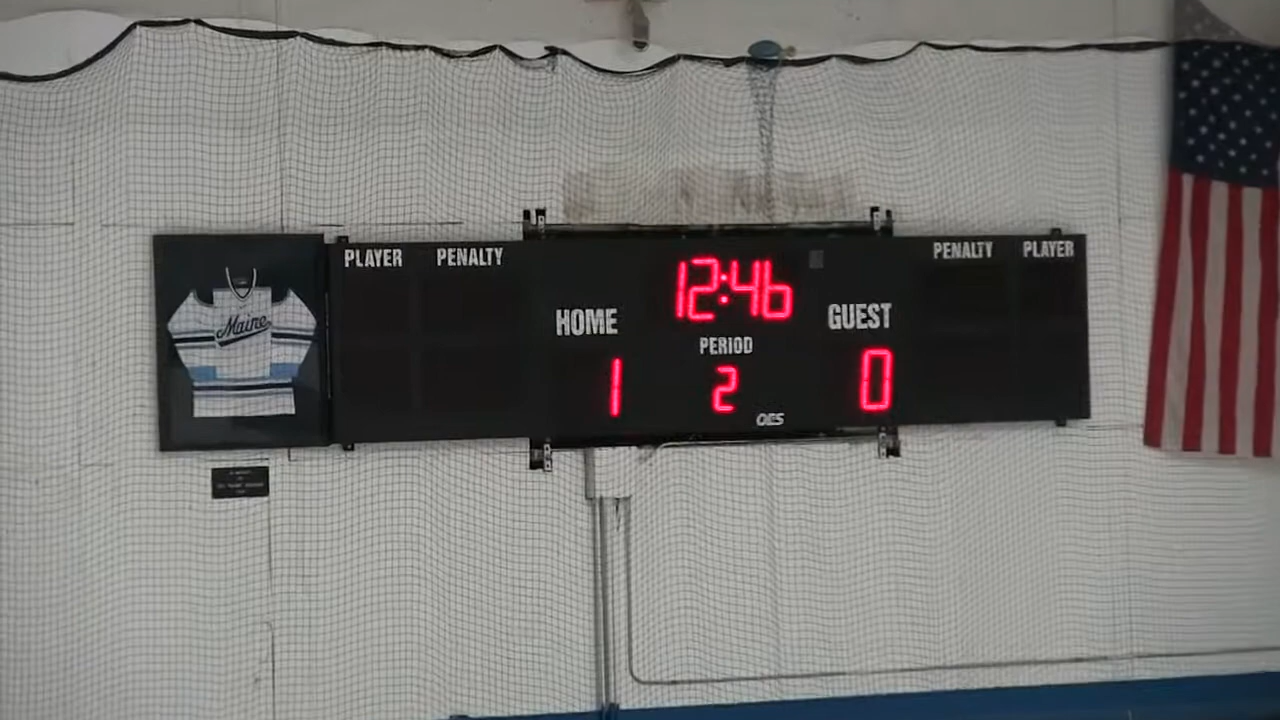 PLAYER PENALTY
12:46
PENALTY PLAYER
HOME
GUEST
PERIOD
1
2
0
OES
Maine